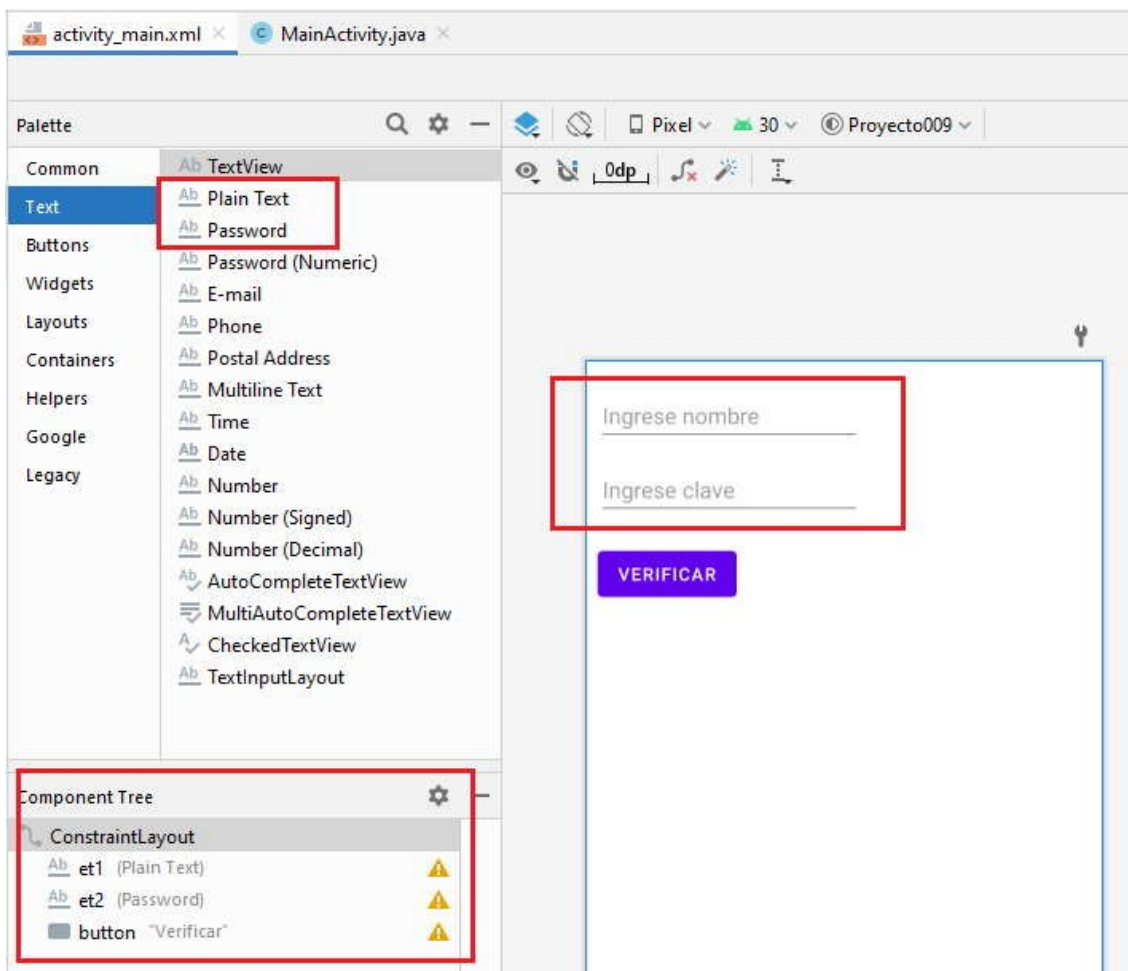 activity_main.xml
MainActivity.java
Palette
Pixel
30
Proyecto009
0dp
Common
Text
Buttons
Widgets
Layouts
Containers
Helpers
Google
Legacy
Ab TextView
Ab Plain Text
Ab Password
Ab Password (Numeric)
Ab E-mail
Ab Phone
Ab Postal Address
Ab Multiline Text
Ab Time
Ab Date
Ab Number
Ab Number (Signed)
Ab Number (Decimal)
Ab AutoCompleteTextView
MultiAutoCompleteTextView
A CheckedTextView
Ab TextInputLayout
Ingrese nombre
Ingrese clave
VERIFICAR
Component Tree
ConstraintLayout
Ab et1 (Plain Text)
Ab et2 (Password)
button "Verificar"